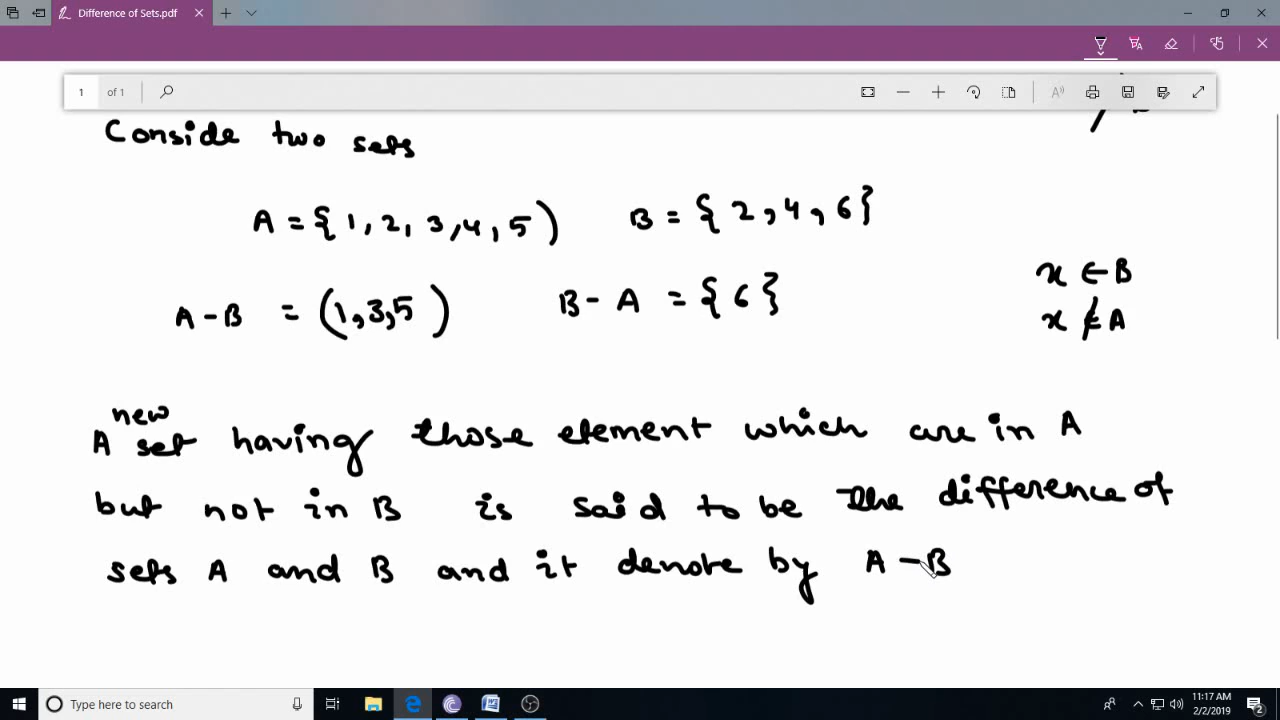 Difference of Sets.pdf
1 of 1
Conside two sets
A = {1, 2, 3, 4, 5) B = { 2, 4, 6}
x ∈ B
A - B = (1, 3, 5 ) B - A = { 6 }
x ∉ A
new
A set having those element which are in A
but not in B is said to be the difference of
sets A and B and it denote by A - B
Type here to search
11:17 AM
2/2/2019
2